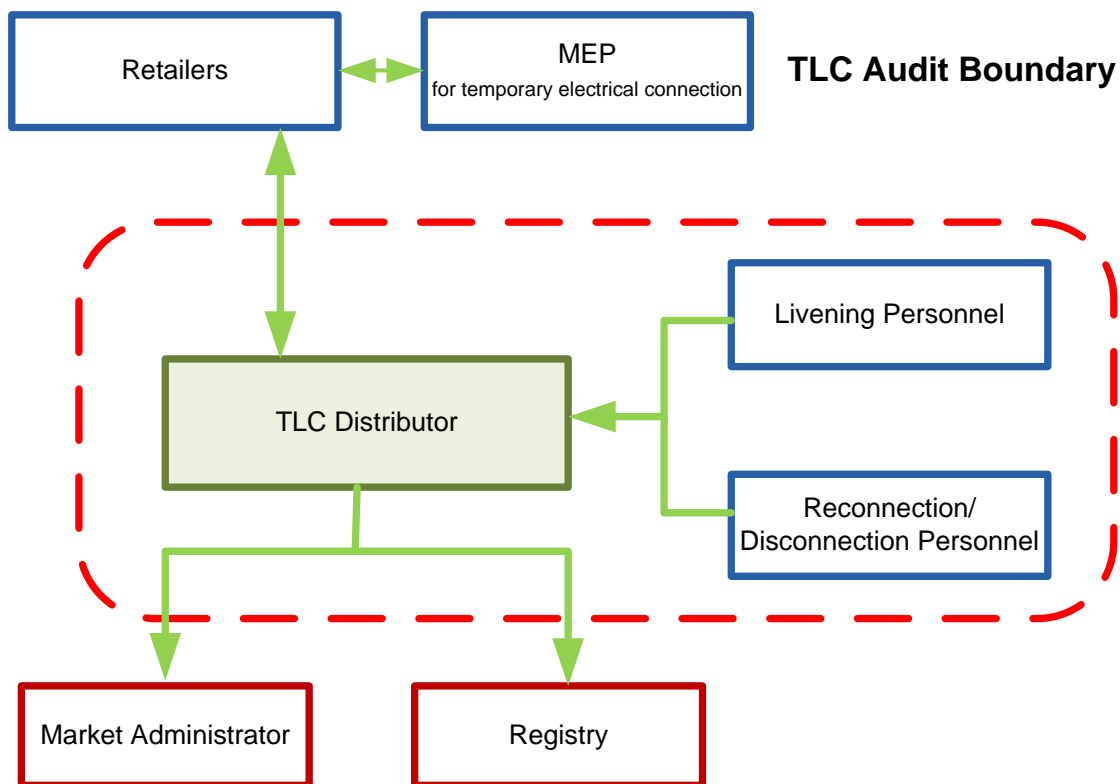 Retailers
MEP
for temporary electrical connection
TLC Audit Boundary
Livening Personnel
TLC Distributor
Reconnection/
Disconnection Personnel
Market Administrator
Registry